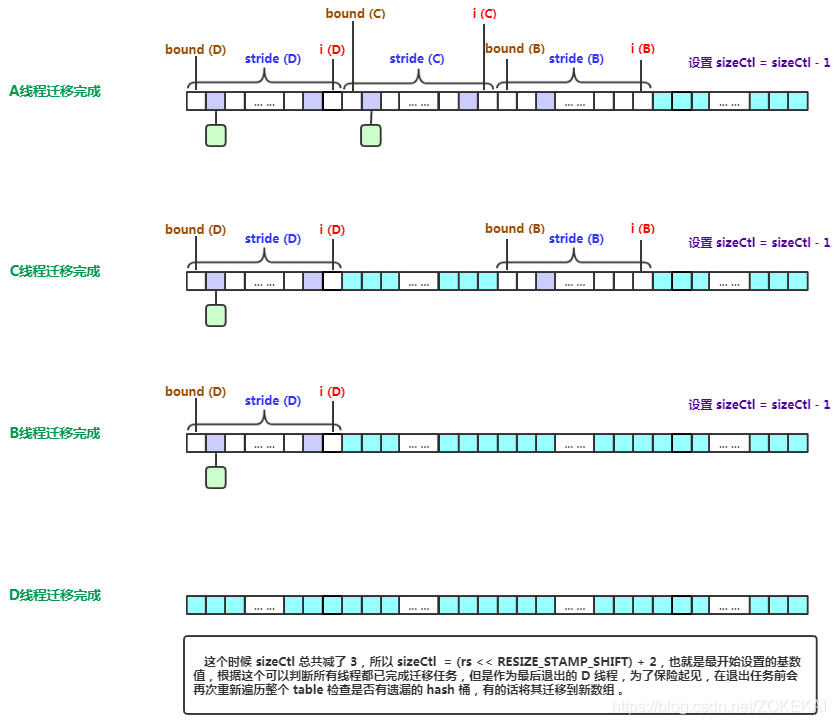 bound (C)
i (C)
bound (D)
i (D)
bound (B)
i (B)
stride (D)
stride (C)
stride (B)
设置 sizeCtl = sizeCtl - 1
A线程迁移完成
... ...
... ...
... ...
... ...
bound (D)
i (D)
bound (B)
i (B)
stride (D)
stride (B)
设置 sizeCtl = sizeCtl - 1
C线程迁移完成
... ...
... ...
... ...
... ...
bound (D)
i (D)
stride (D)
设置 sizeCtl = sizeCtl - 1
B线程迁移完成
... ...
... ...
... ...
... ...
D线程迁移完成
... ...
... ...
... ...
... ...
这个时候 sizeCtl 总共减了 3，所以 sizeCtl = (rs << RESIZE_STAMP_SHIFT) + 2，也就是最开始设置的基数
值，根据这个可以判断所有线程都已完成迁移任务，但是作为最后退出的 D 线程，为了保险起见，在退出任务前会
再次重新遍历整个 table 检查是否有遗漏的 hash 桶，有的话将其迁移到新数组 。
https://blog.csdn.net/ZOKEKAI